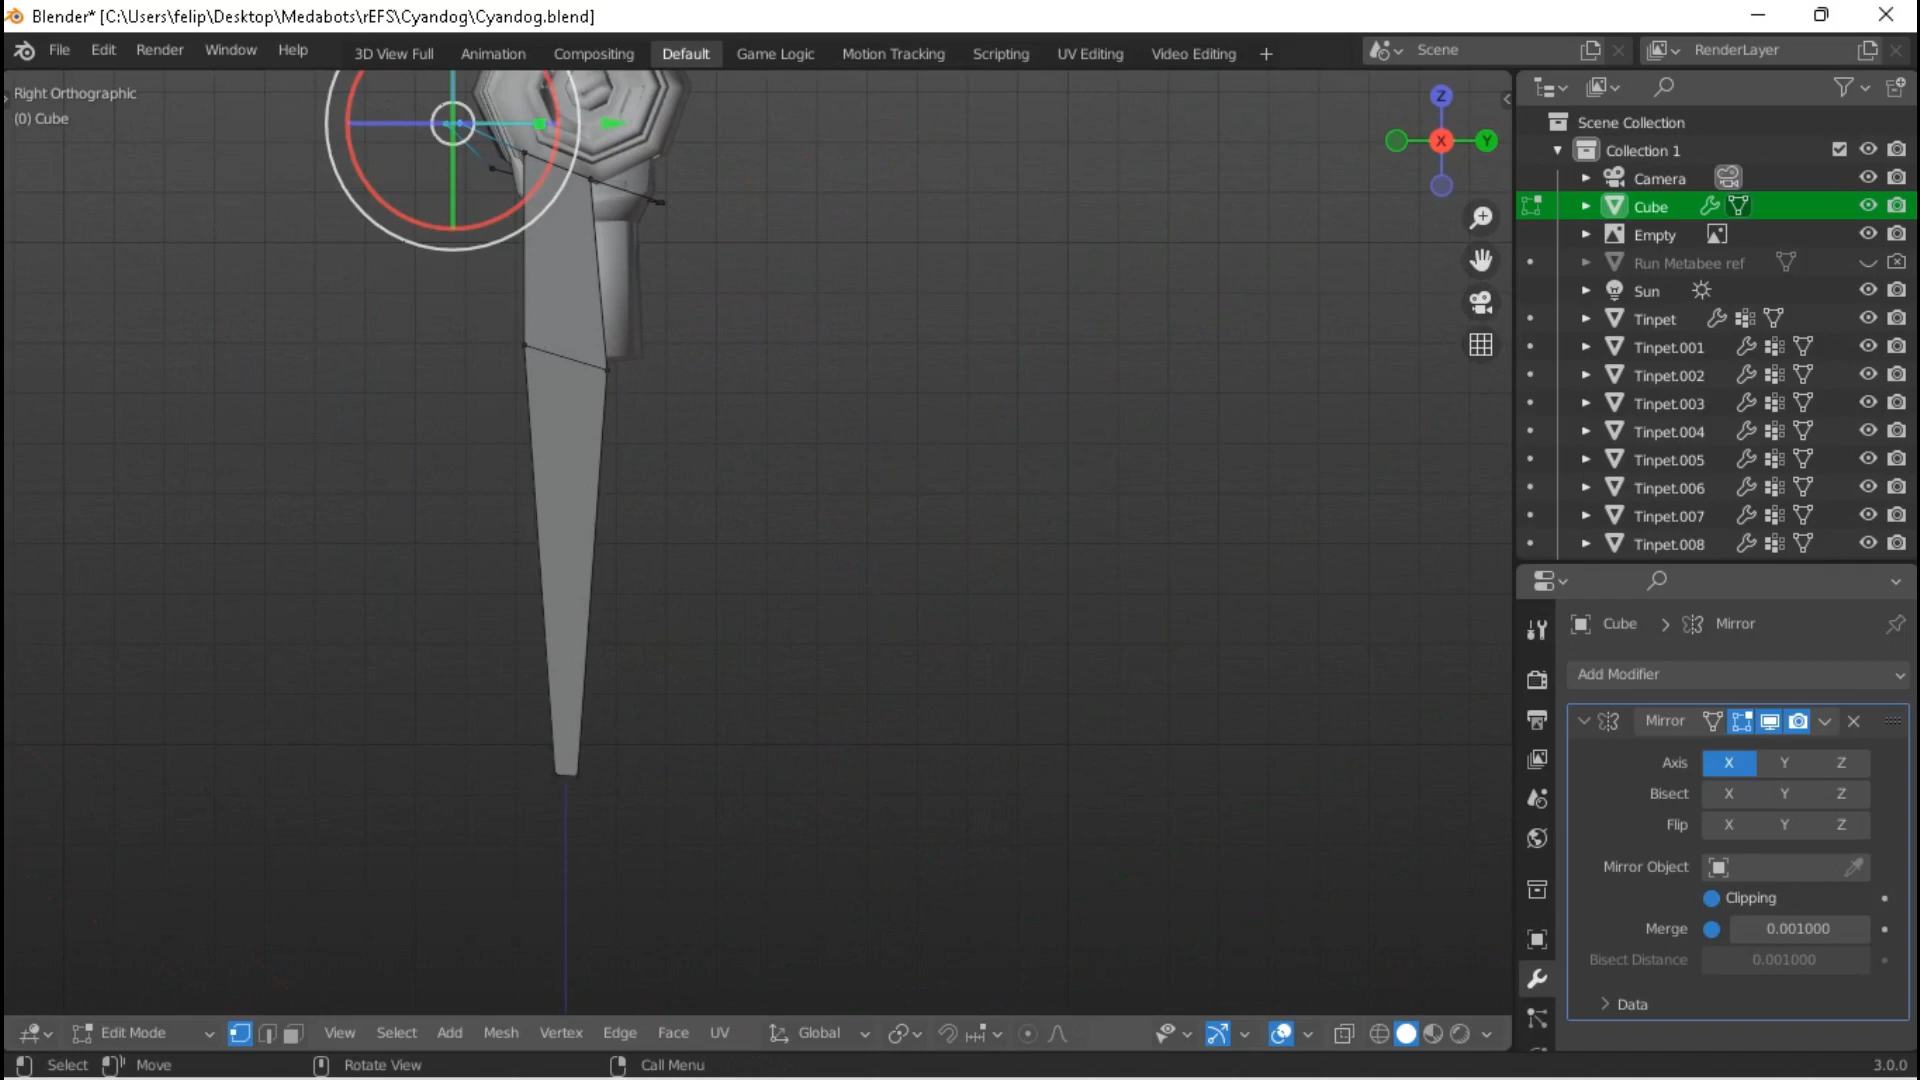 Blender* [C:\Users\felip\Desktop\Medabots\rEFS\Cyandog\Cyandog.blend]
File Edit Render Window Help 3D View Full Animation Compositing Default Game Logic Motion Tracking Scripting UV Editing Video Editing + Scene RenderLayer
Right Orthographic
(0) Cube
Z
X
Y
Scene Collection
Collection 1
Camera
Cube
Empty
Run Metabee ref
Sun
Tinpet
Tinpet.001
Tinpet.002
Tinpet.003
Tinpet.004
Tinpet.005
Tinpet.006
Tinpet.007
Tinpet.008
Cube > Mirror
Add Modifier
Mirror
Axis X Y Z
Bisect X Y Z
Flip X Y Z
Mirror Object
Clipping
Merge 0.001000
Bisect Distance 0.001000
Data
Edit Mode View Select Add Mesh Vertex Edge Face UV Global
Select Move Rotate View Call Menu 3.0.0